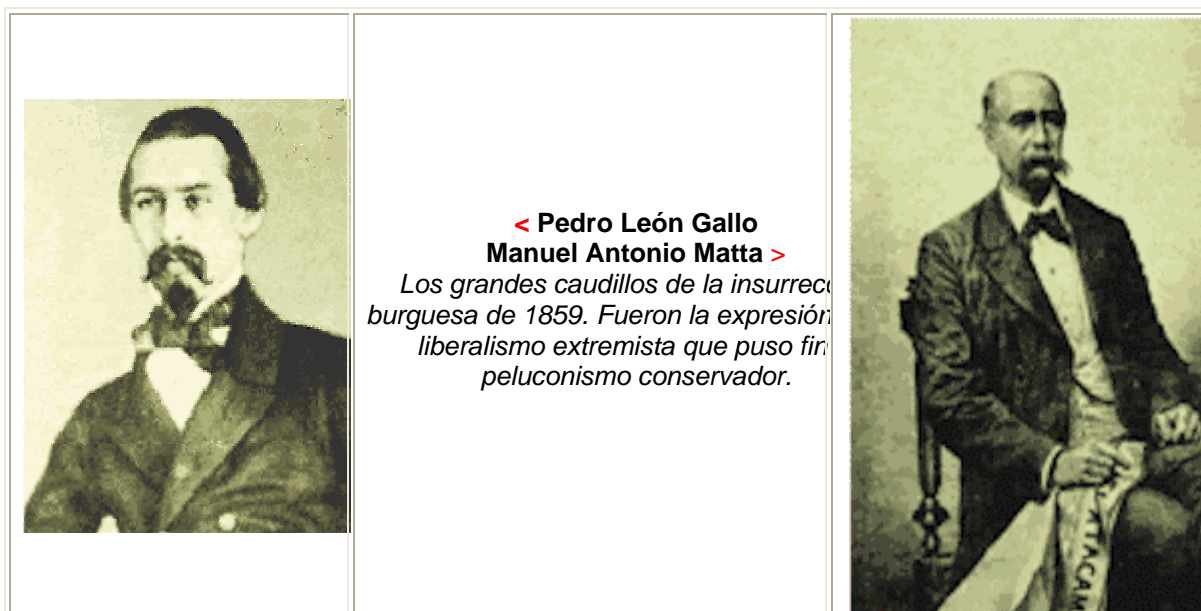 < Pedro León Gallo
Manuel Antonio Matta >
Los grandes caudillos de la
burguesa de 1859. Fueron la expresión
liberalismo extremista que puso fin
peluconismo conservador.